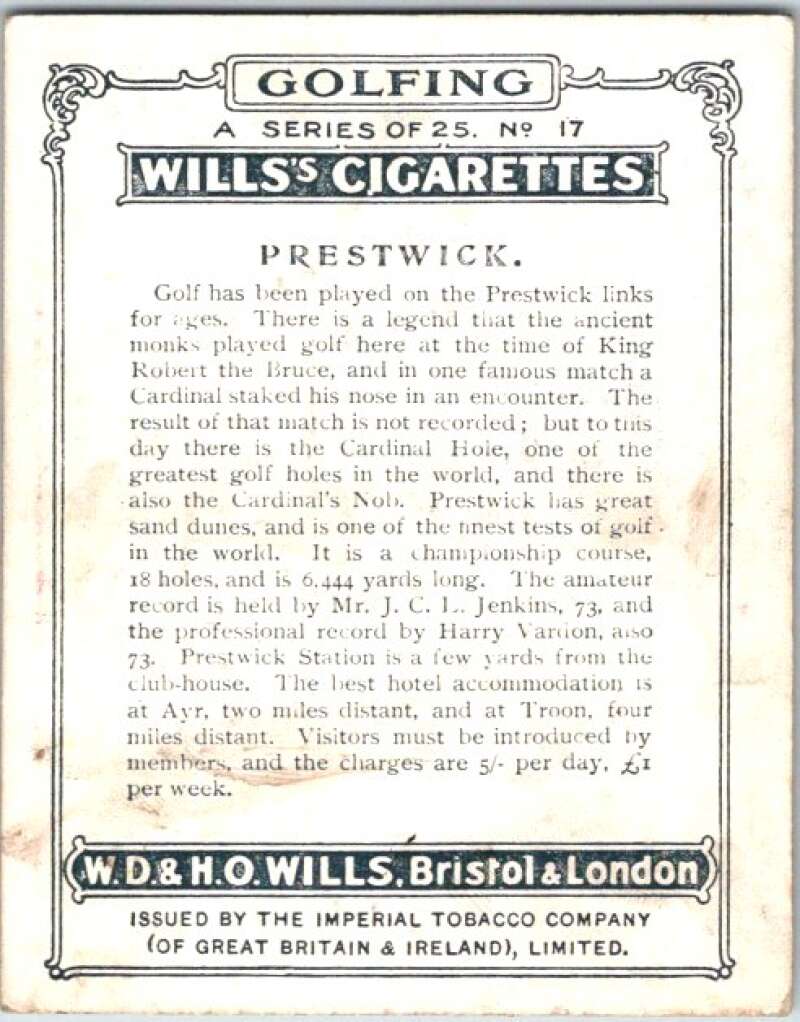 GOLFING
A SERIES OF 25. Nº 17
WILLS'S CIGARETTES
PRESTWICK.
Golf has been played on the Prestwick links
for ages. There is a legend that the ancient
monks played golf here at the time of King
Robert the Bruce, and in one famous match a
Cardinal staked his nose in an encounter. The
result of that match is not recorded; but to this
day there is the Cardinal Hole, one of the
greatest golf holes in the world, and there is
also the Cardinal's Nob. Prestwick has great
sand dunes, and is one of the finest tests of golf
in the world. It is a championship course,
18 holes, and is 6,444 yards long. The amateur
record is held by Mr. J. C. L. Jenkins, 73, and
the professional record by Harry Vardon, also
73. Prestwick Station is a few yards from the
club-house. The best hotel accommodation is
at Ayr, two miles distant, and at Troon, four
miles distant. Visitors must be introduced by
members, and the charges are 5/- per day, £1
per week.
W.D. & H.O. WILLS, Bristol & London
ISSUED BY THE IMPERIAL TOBACCO COMPANY
(OF GREAT BRITAIN & IRELAND), LIMITED.